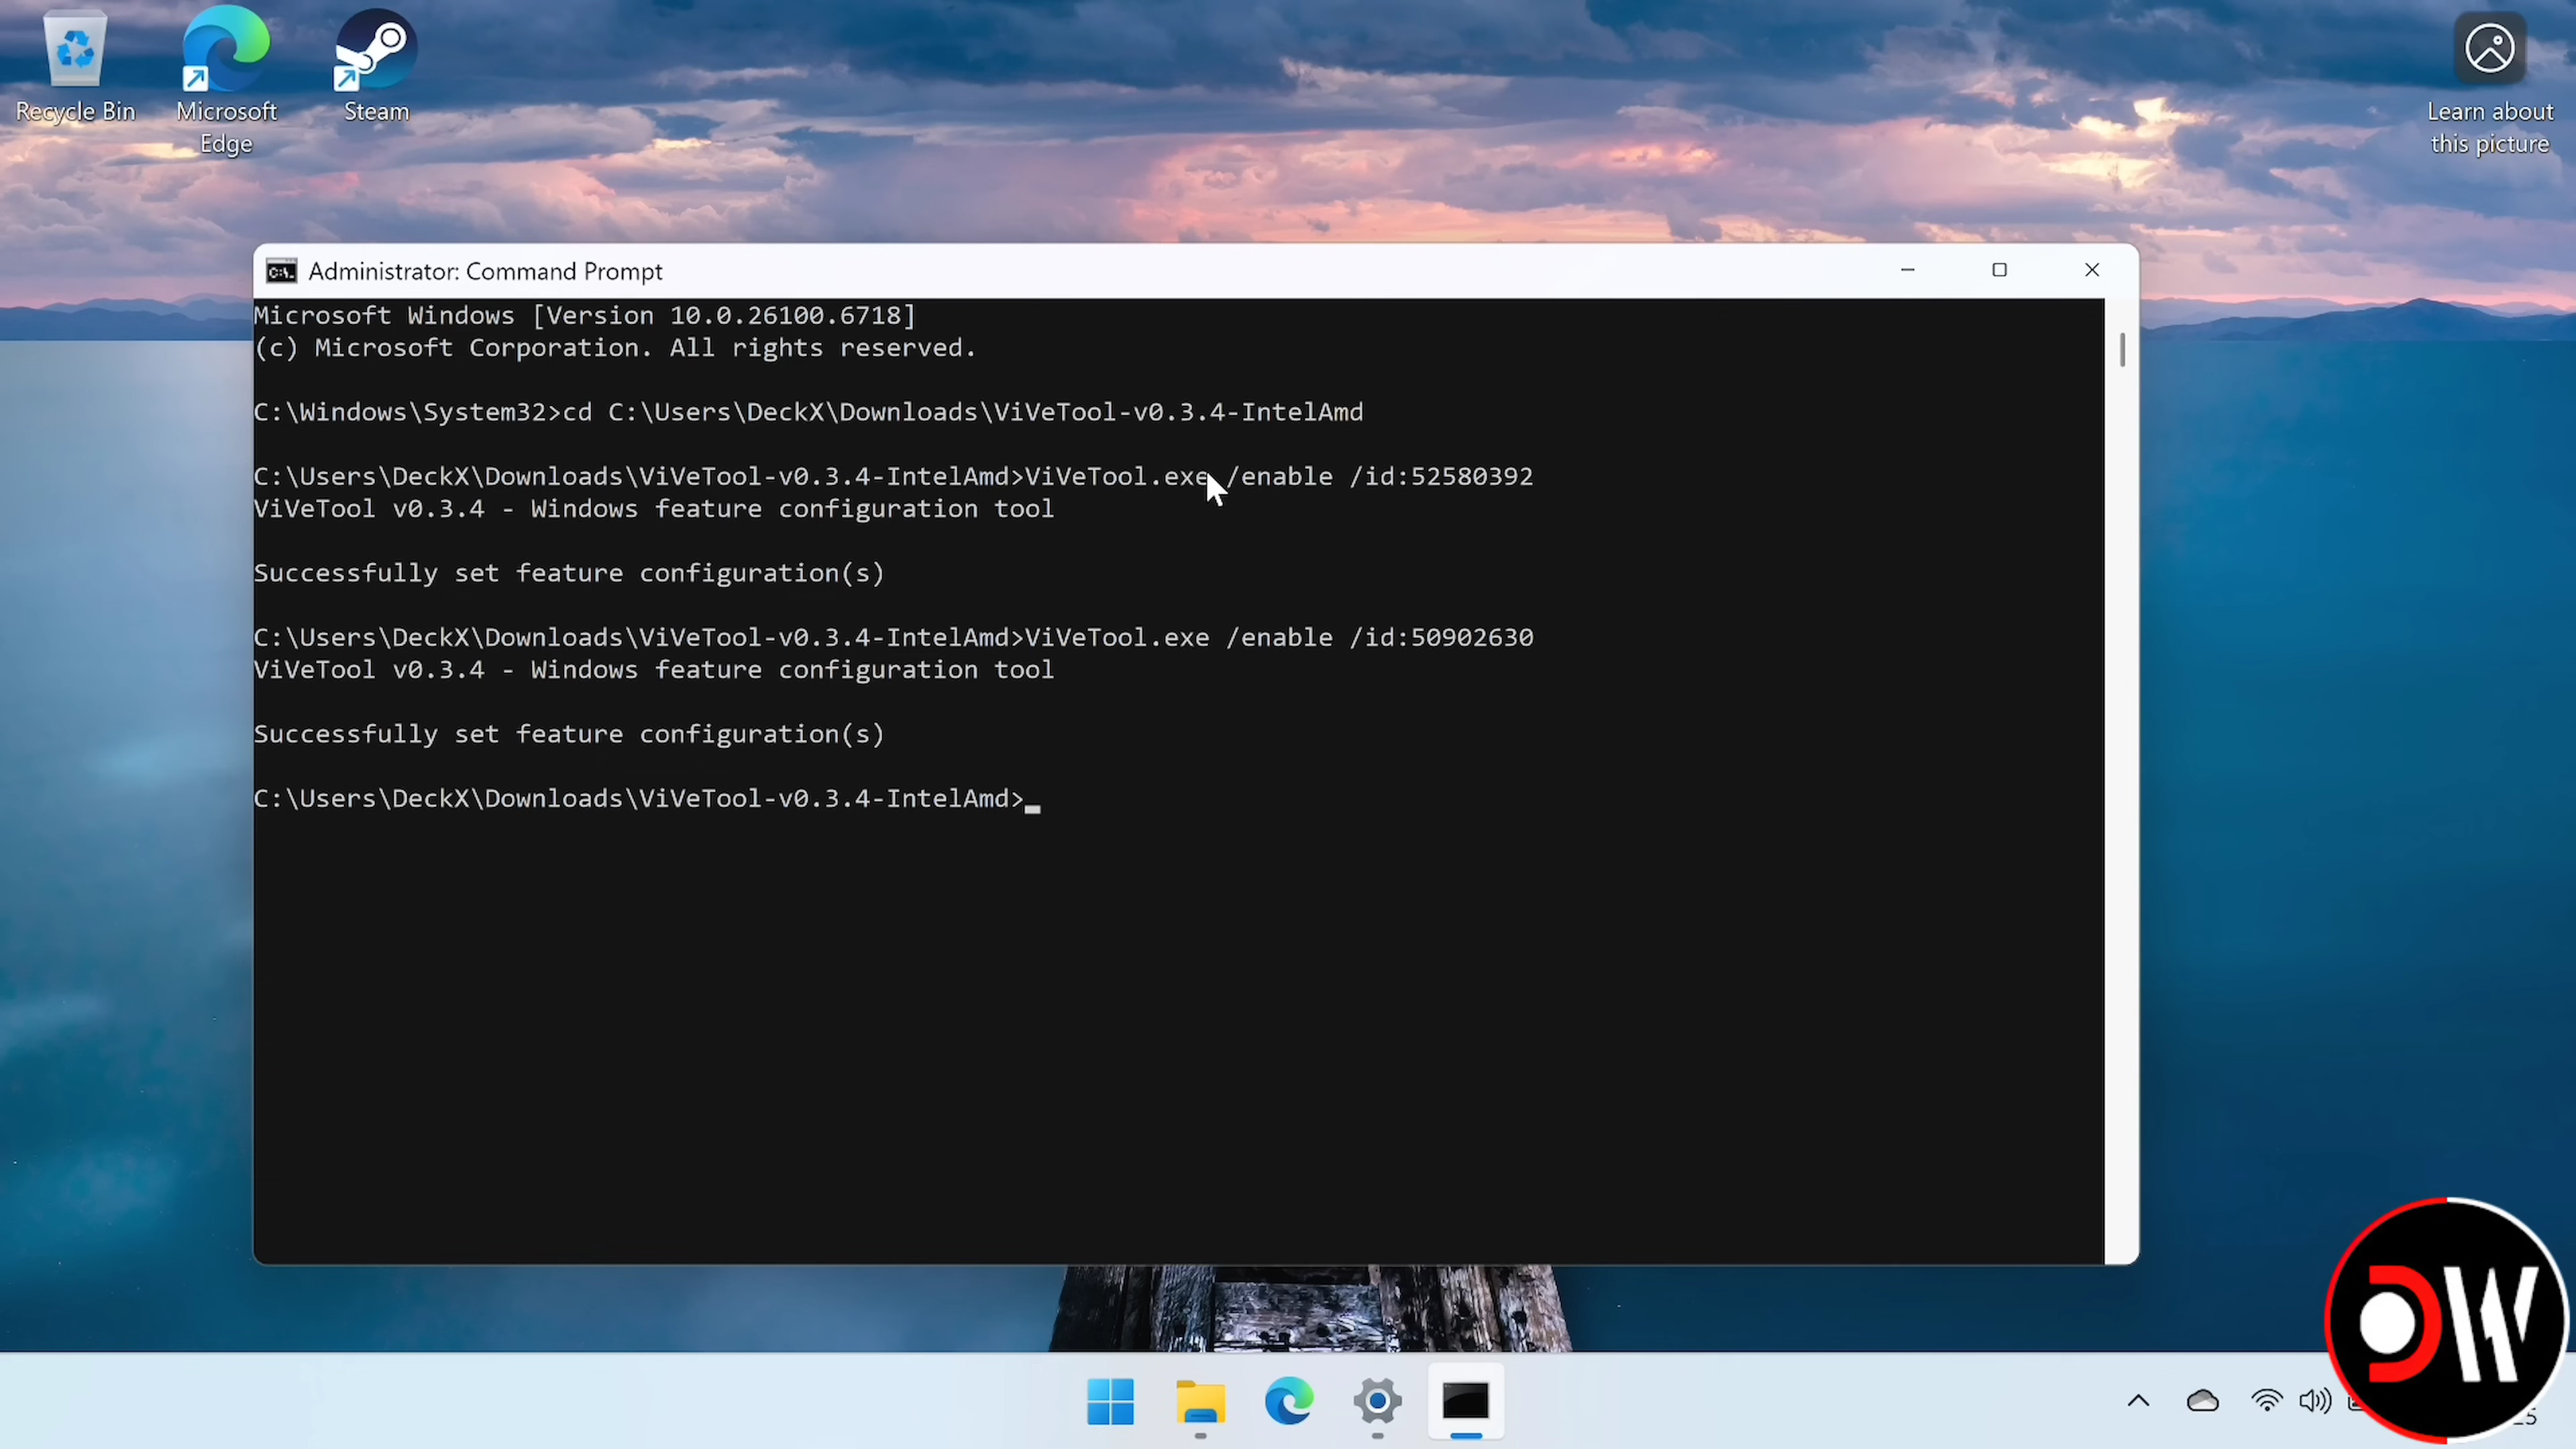 Recycle Bin
Microsoft
Edge
Steam
Learn about
this picture
Administrator: Command Prompt
Microsoft Windows [Version 10.0.26100.6718]
(c) Microsoft Corporation. All rights reserved.
C:\Windows\System32>cd C:\Users\DeckX\Downloads\ViVeTool-v0.3.4-IntelAmd
C:\Users\DeckX\Downloads\ViVeTool-v0.3.4-IntelAmd>ViVeTool.exe /enable /id:52580392
ViVeTool v0.3.4 - Windows feature configuration tool
Successfully set feature configuration(s)
C:\Users\DeckX\Downloads\ViVeTool-v0.3.4-IntelAmd>ViVeTool.exe /enable /id:50902630
ViVeTool v0.3.4 - Windows feature configuration tool
Successfully set feature configuration(s)
C:\Users\DeckX\Downloads\ViVeTool-v0.3.4-IntelAmd>
DW